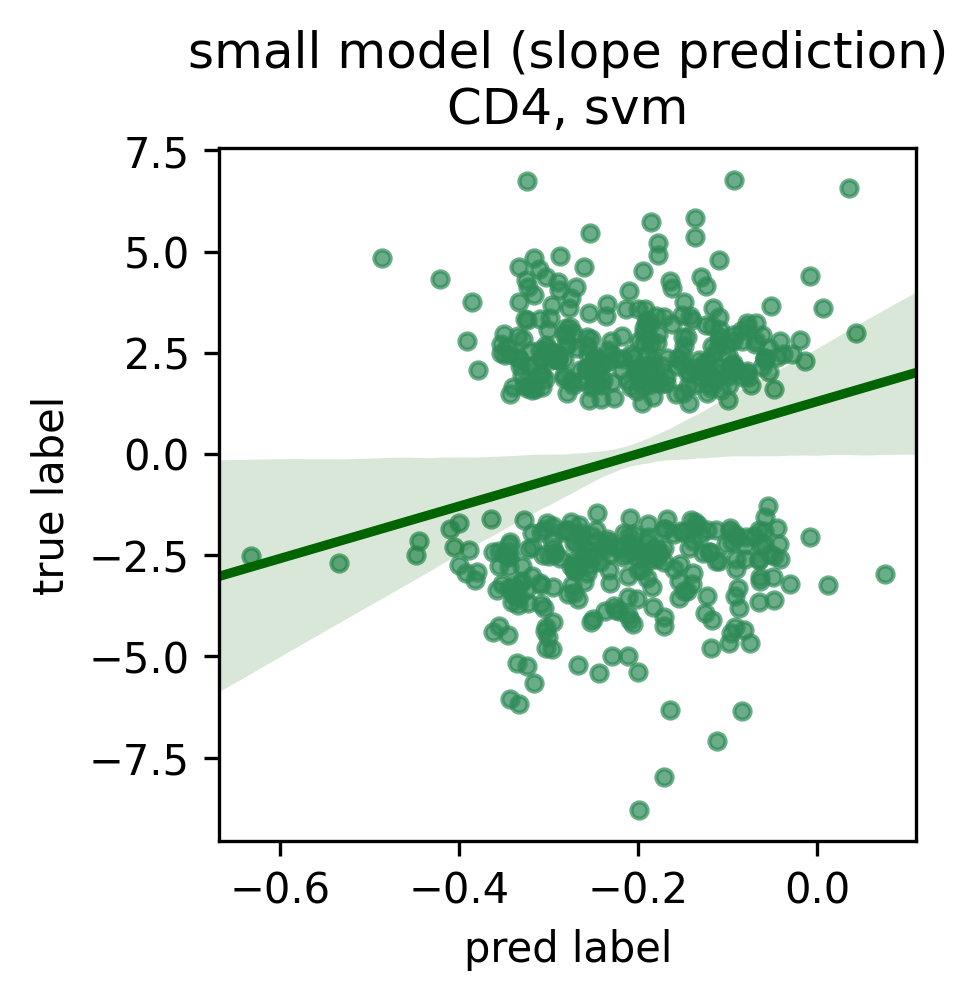 small model (slope prediction)
CD4, svm
7.5
5.0
2.5
0.0
−2.5
−5.0
−7.5
true label
−0.6
−0.4
−0.2
0.0
pred label